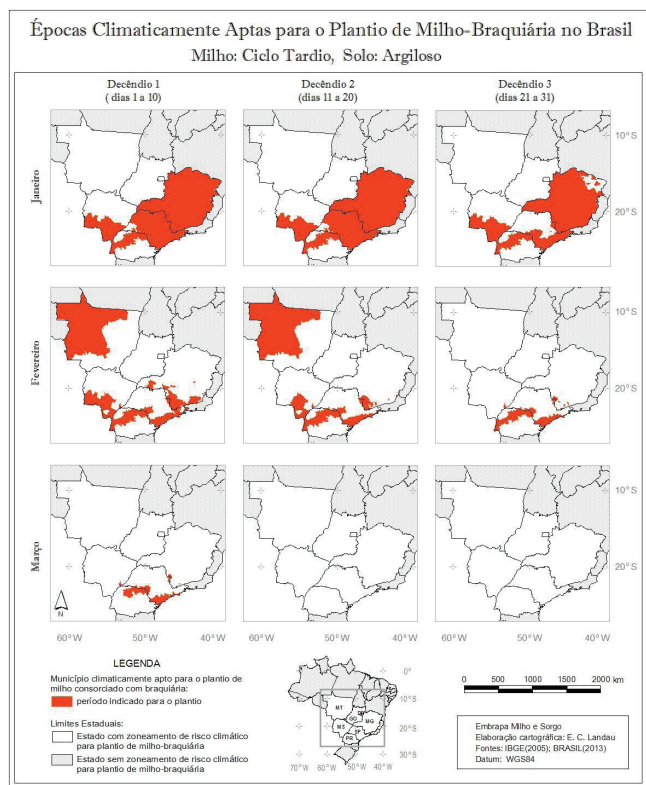 Épocas Climaticamente Aptas para o Plantio de Milho-Braquiária no Brasil
Milho: Ciclo Tardio, Solo: Argiloso
Decêndio 1
( dias 1 a 10)
Decêndio 2
(dias 11 a 20)
Decêndio 3
(dias 21 a 31)
Janeiro
10°S
20°S
Fevereiro
10°S
20°S
Março
10°S
20°S
N
60°W 50°W 40°W 60°W 50°W 40°W 60°W 50°W 40°W
LEGENDA
Município climaticamente apto para o plantio de
milho consorciado com braquiária:
período indicado para o plantio
Limites Estaduais:
Estado com zoneamento de risco climático
para plantio de milho-braquiária
Estado sem zoneamento de risco climático
para plantio de milho-braquiária
0°
10°S
20°S
30°S
MT
GO
MG
MS
SP
PR
70°W 60°W 50°W 40°W
0 500 1000 1500 2000 km
Embrapa Milho e Sorgo
Elaboração cartográfica: E. C. Landau
Fontes: IBGE(2005); BRASIL(2013)
Datum: WGS84